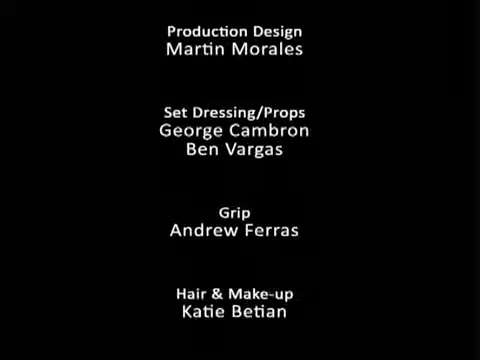 Production Design
Martin Morales
Set Dressing/Props
George Cambron
Ben Vargas
Grip
Andrew Ferras
Hair & Make-up
Katie Betian